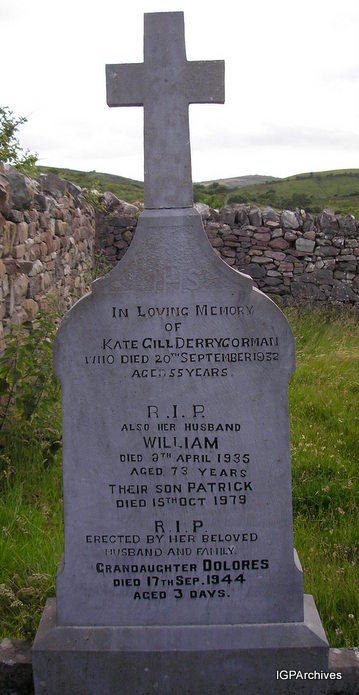 IHS
IN LOVING MEMORY
OF
KATE GILL DERRYGORMAN
WHO DIED 20TH SEPTEMBER 1932
AGED 55 YEARS.
R.I.P.
ALSO HER HUSBAND
WILLIAM
DIED 9TH APRIL 1935
AGED 73 YEARS
THEIR SON PATRICK
DIED 15TH OCT 1979
R.I.P.
ERECTED BY HER BELOVED
HUSBAND AND FAMILY.
GRANDAUGHTER DOLORES
DIED 17TH SEP. 1944
AGED 3 DAYS.
IGPArchives